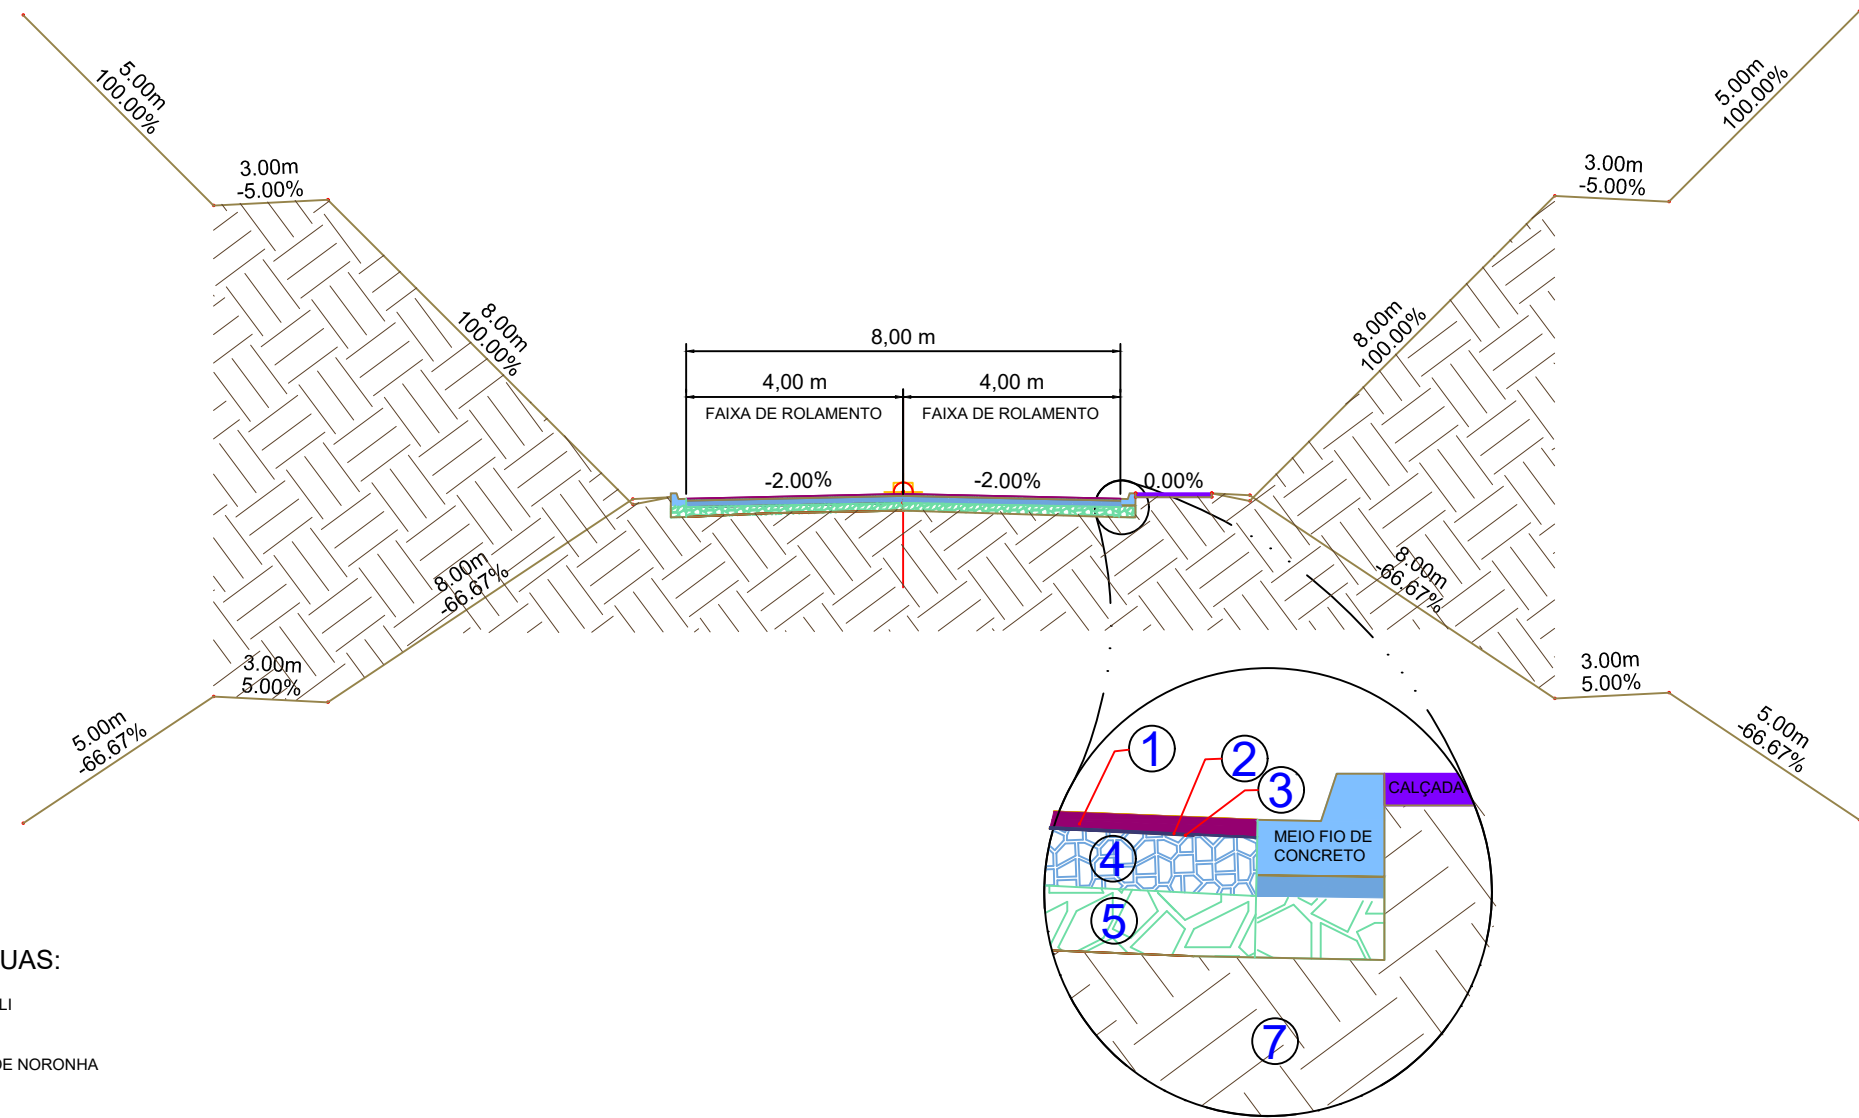 5.00m
100.00%
3.00m
-5.00%
8.00m
100.00%
5.00m
100.00%
3.00m
-5.00%
8.00m
100.00%
8,00 m
4,00 m
4,00 m
FAIXA DE ROLAMENTO
FAIXA DE ROLAMENTO
-2.00%
-2.00%
0.00%
8.00m
-66.67%
3.00m
5.00%
5.00m
-66.67%
8.00m
-66.67%
3.00m
5.00%
5.00m
-66.67%
1
2
3
CALÇADA
MEIO FIO DE
CONCRETO
4
5
7
UAS:
LI
DE NORONHA